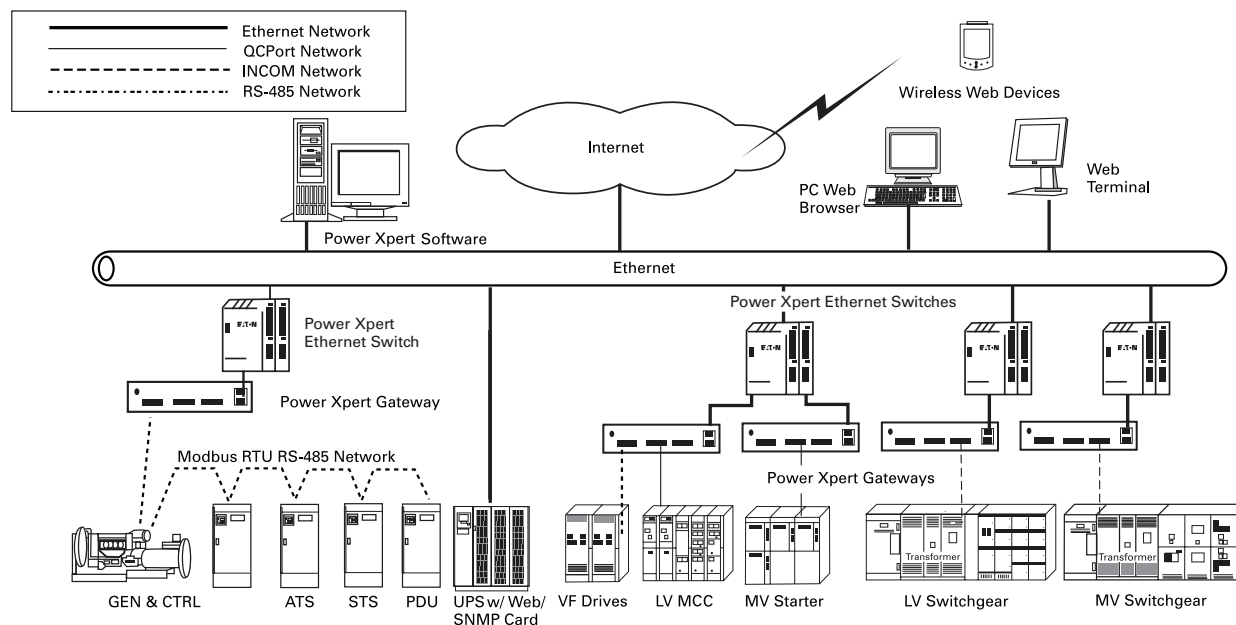 Ethernet Network
QCPort Network
INCOM Network
RS-485 Network
Wireless Web Devices
Internet
PC Web
Browser
Web
Terminal
Power Xpert Software
Ethernet
Power Xpert
Ethernet Switch
Power Xpert Ethernet Switches
E·T·N
E·T·N
E·T·N
E·T·N
Power Xpert Gateway
Modbus RTU RS-485 Network
Power Xpert Gateways
Transformer
Transformer
GEN & CTRL
ATS
STS
PDU
UPS w/ Web/
SNMP Card
VF Drives
LV MCC
MV Starter
LV Switchgear
MV Switchgear